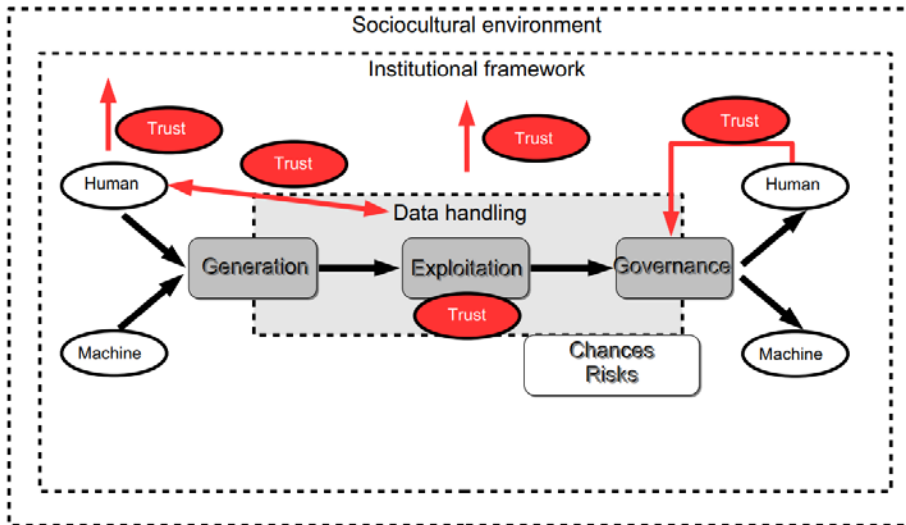 Sociocultural environment
Institutional framework
Trust
Trust
Trust
Trust
Human
Human
Data handling
Generation
Exploitation
Governance
Trust
Machine
Chances
Risks
Machine